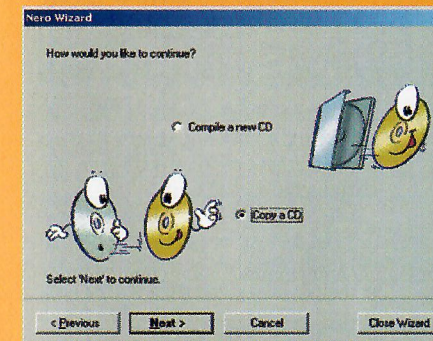 Nero Wizard
How would you like to continue?
Compile a new CD
Copy a CD
Select 'Next' to continue.
< Previous
Next >
Cancel
Close Wizard